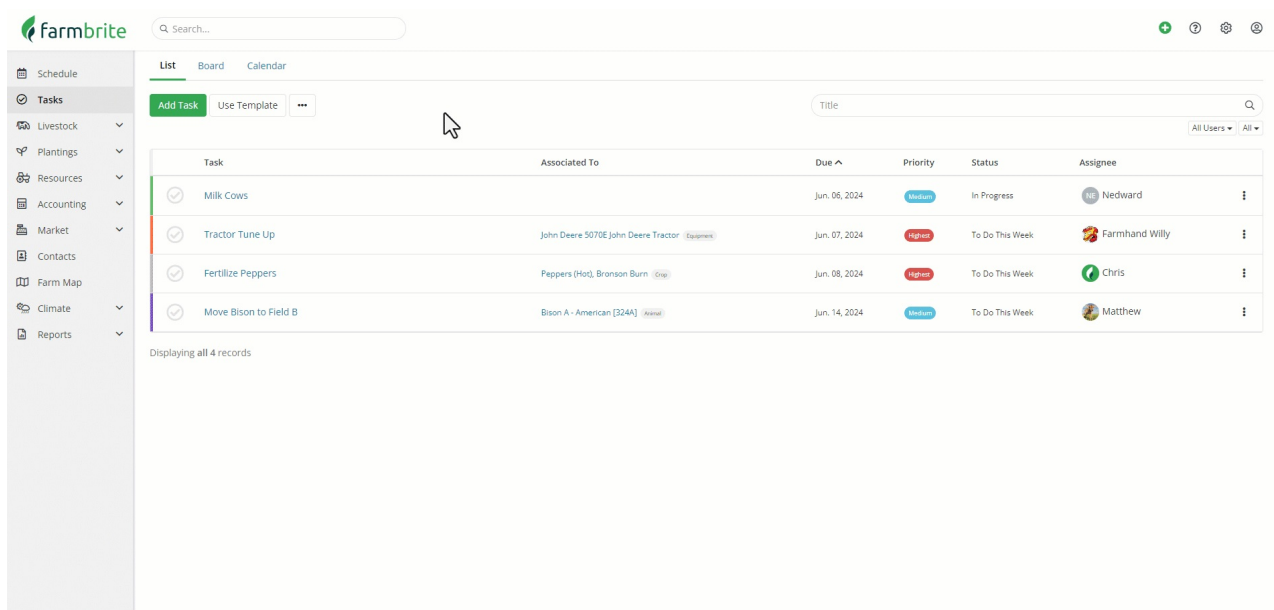 farmbrite
Search...
List Board Calendar
Schedule
Tasks
Livestock
Plantings
Resources
Accounting
Market
Contacts
Farm Map
Climate
Reports
Add Task Use Template ••• Title
All Users All
Task Associated To Due Priority Status Assignee
Milk Cows Jun. 06, 2024 Medium In Progress NE Nedward
Tractor Tune Up John Deere 5070E John Deere Tractor Equipment Jun. 07, 2024 Highest To Do This Week Farmhand Willy
Fertilize Peppers Peppers (Hot), Bronson Burn Crop Jun. 08, 2024 Highest To Do This Week Chris
Move Bison to Field B Bison A - American [324A] Animal Jun. 14, 2024 Medium To Do This Week Matthew
Displaying all 4 records